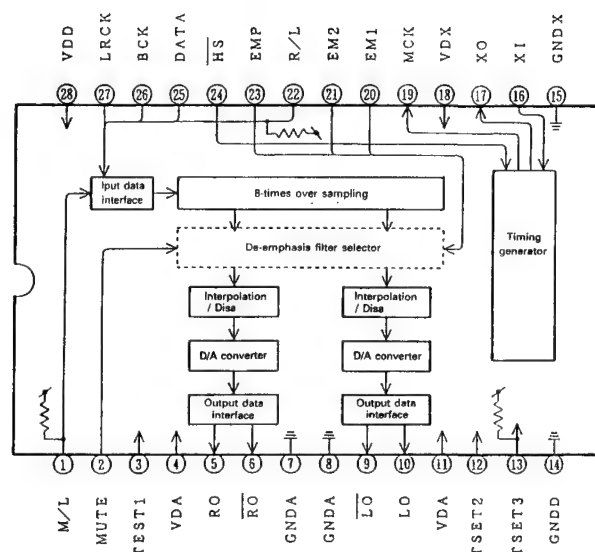 VDD LRCK BCK DATA H̅S̅ EMP R/L EM2 EM1 MCK VDX XO XI GNDX
28 27 26 25 24 23 22 21 20 19 18 17 16 15
Iput data
interface
8-times over sampling
De-emphasis filter selector
Timing
generator
Interpolation
/ Disa
Interpolation
/ Disa
D/A converter
D/A converter
Output data
interface
Output data
interface
1 2 3 4 5 6 7 8 9 10 11 12 13 14
M/L MUTE TEST1 VDA RO R̅O̅ GNDA GNDA L̅O̅ LO VDA TSET2 TSET3 GNDD